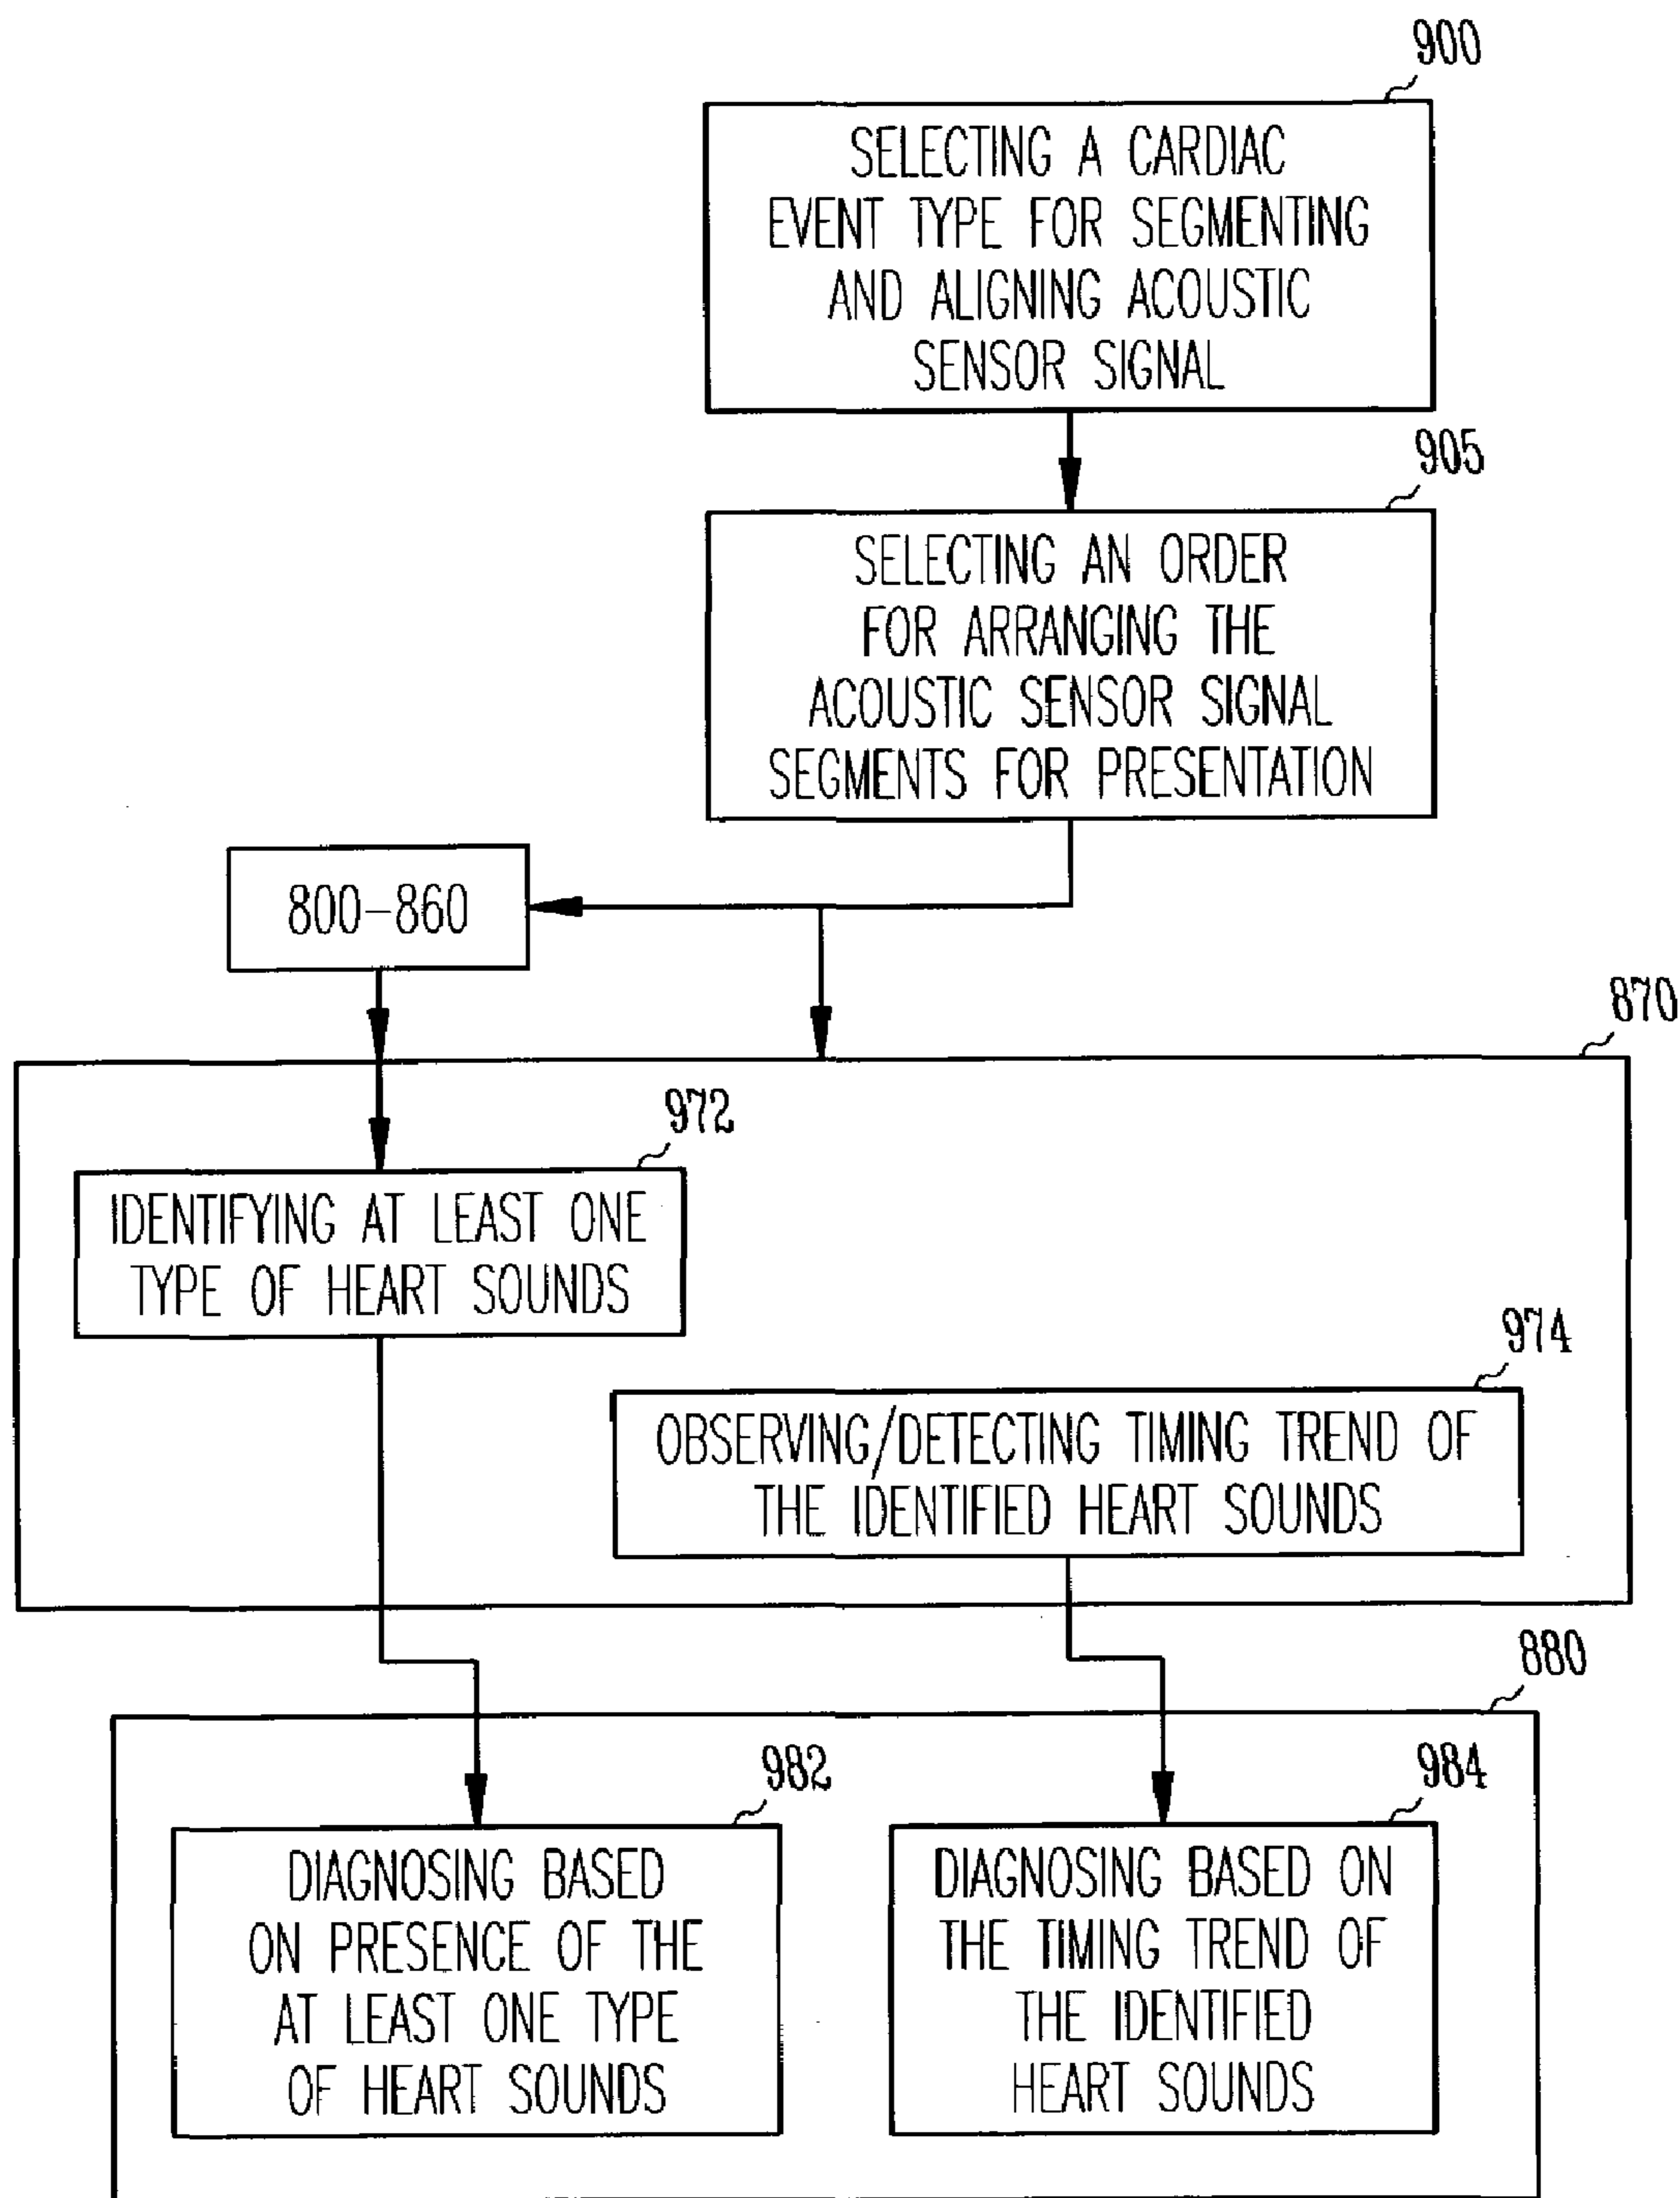 900
SELECTING A CARDIAC
EVENT TYPE FOR SEGMENTING
AND ALIGNING ACOUSTIC
SENSOR SIGNAL
905
SELECTING AN ORDER
FOR ARRANGING THE
ACOUSTIC SENSOR SIGNAL
SEGMENTS FOR PRESENTATION
800-860
870
972
IDENTIFYING AT LEAST ONE
TYPE OF HEART SOUNDS
974
OBSERVING/DETECTING TIMING TREND OF
THE IDENTIFIED HEART SOUNDS
880
982
DIAGNOSING BASED
ON PRESENCE OF THE
AT LEAST ONE TYPE
OF HEART SOUNDS
984
DIAGNOSING BASED ON
THE TIMING TREND OF
THE IDENTIFIED
HEART SOUNDS